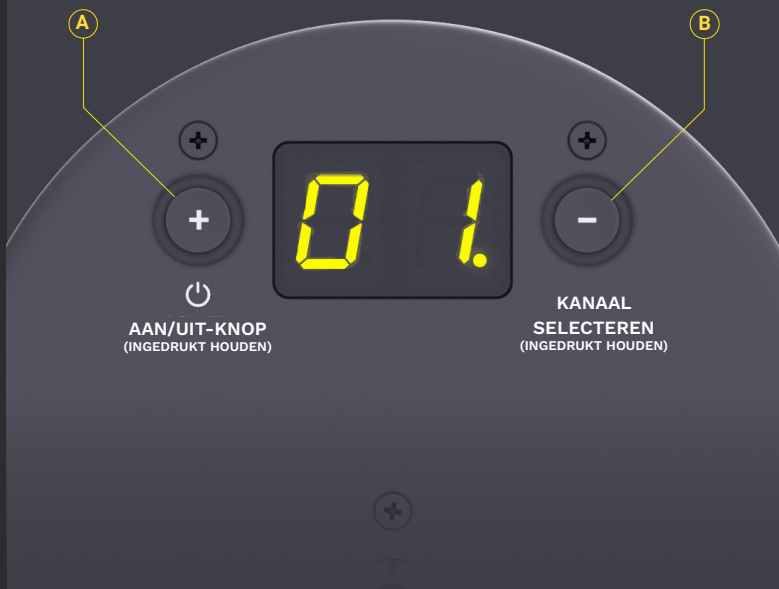 A
B
+
01.
-
AAN/UIT-KNOP
(INGEDRUKT HOUDEN)
KANAAL
SELECTEREN
(INGEDRUKT HOUDEN)